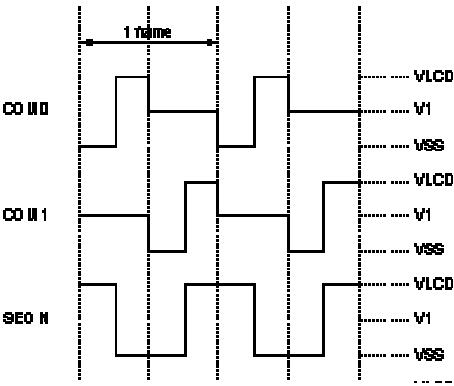 1 frame
VLCD
COM0
V1
VSS
VLCD
COM1
V1
VSS
VLCD
SEG N
V1
VSS